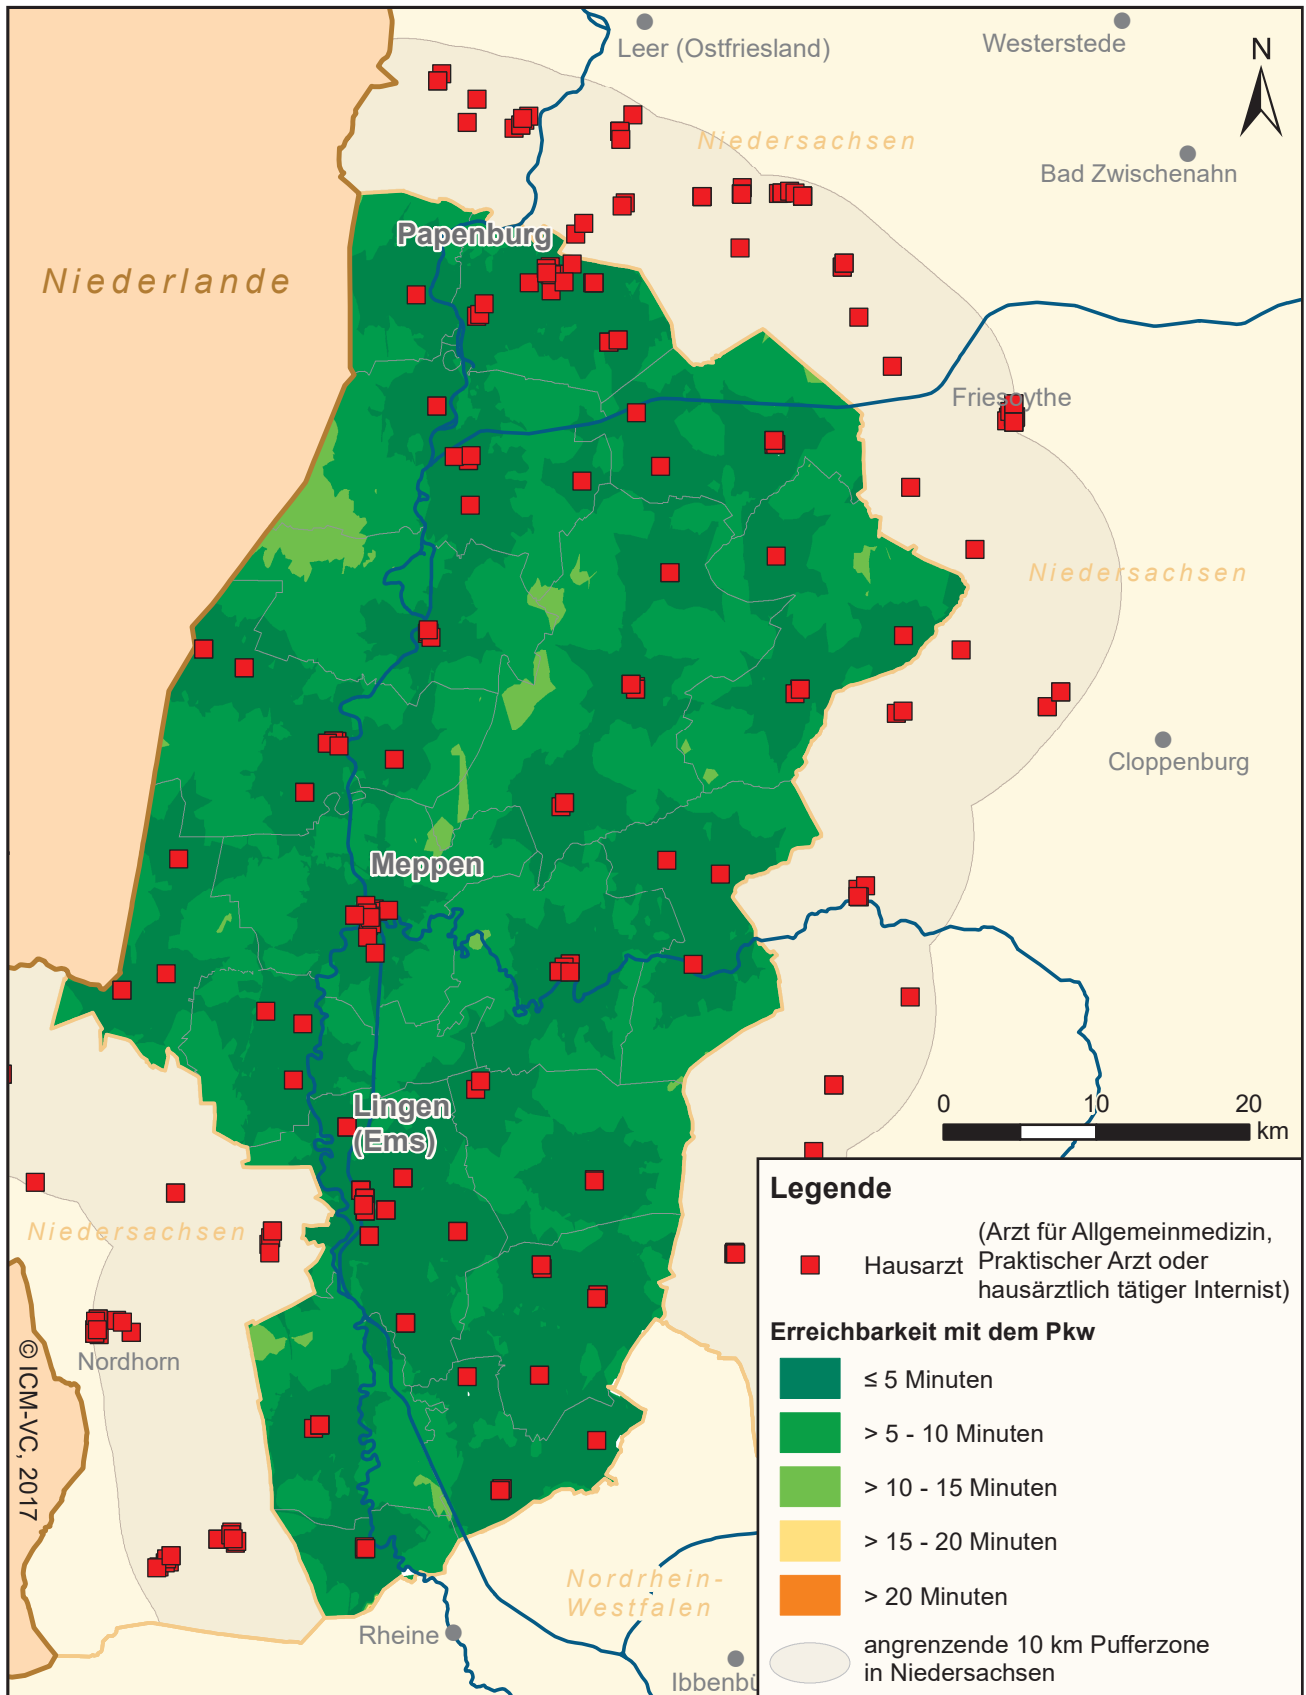 Leer (Ostfriesland)
Westerstede
N
Niedersachsen
Bad Zwischenahn
Papenburg
Niederlande
Friesoythe
Niedersachsen
Cloppenburg
Meppen
Lingen
(Ems)
0 10 20
km
Niedersachsen
Nordhorn
© ICM-VC, 2017
Nordrhein-
Westfalen
Rheine
Ibbenbü
Legende
Hausarzt
(Arzt für Allgemeinmedizin,
Praktischer Arzt oder
hausärztlich tätiger Internist)
Erreichbarkeit mit dem Pkw
≤ 5 Minuten
> 5 - 10 Minuten
> 10 - 15 Minuten
> 15 - 20 Minuten
> 20 Minuten
angrenzende 10 km Pufferzone
in Niedersachsen